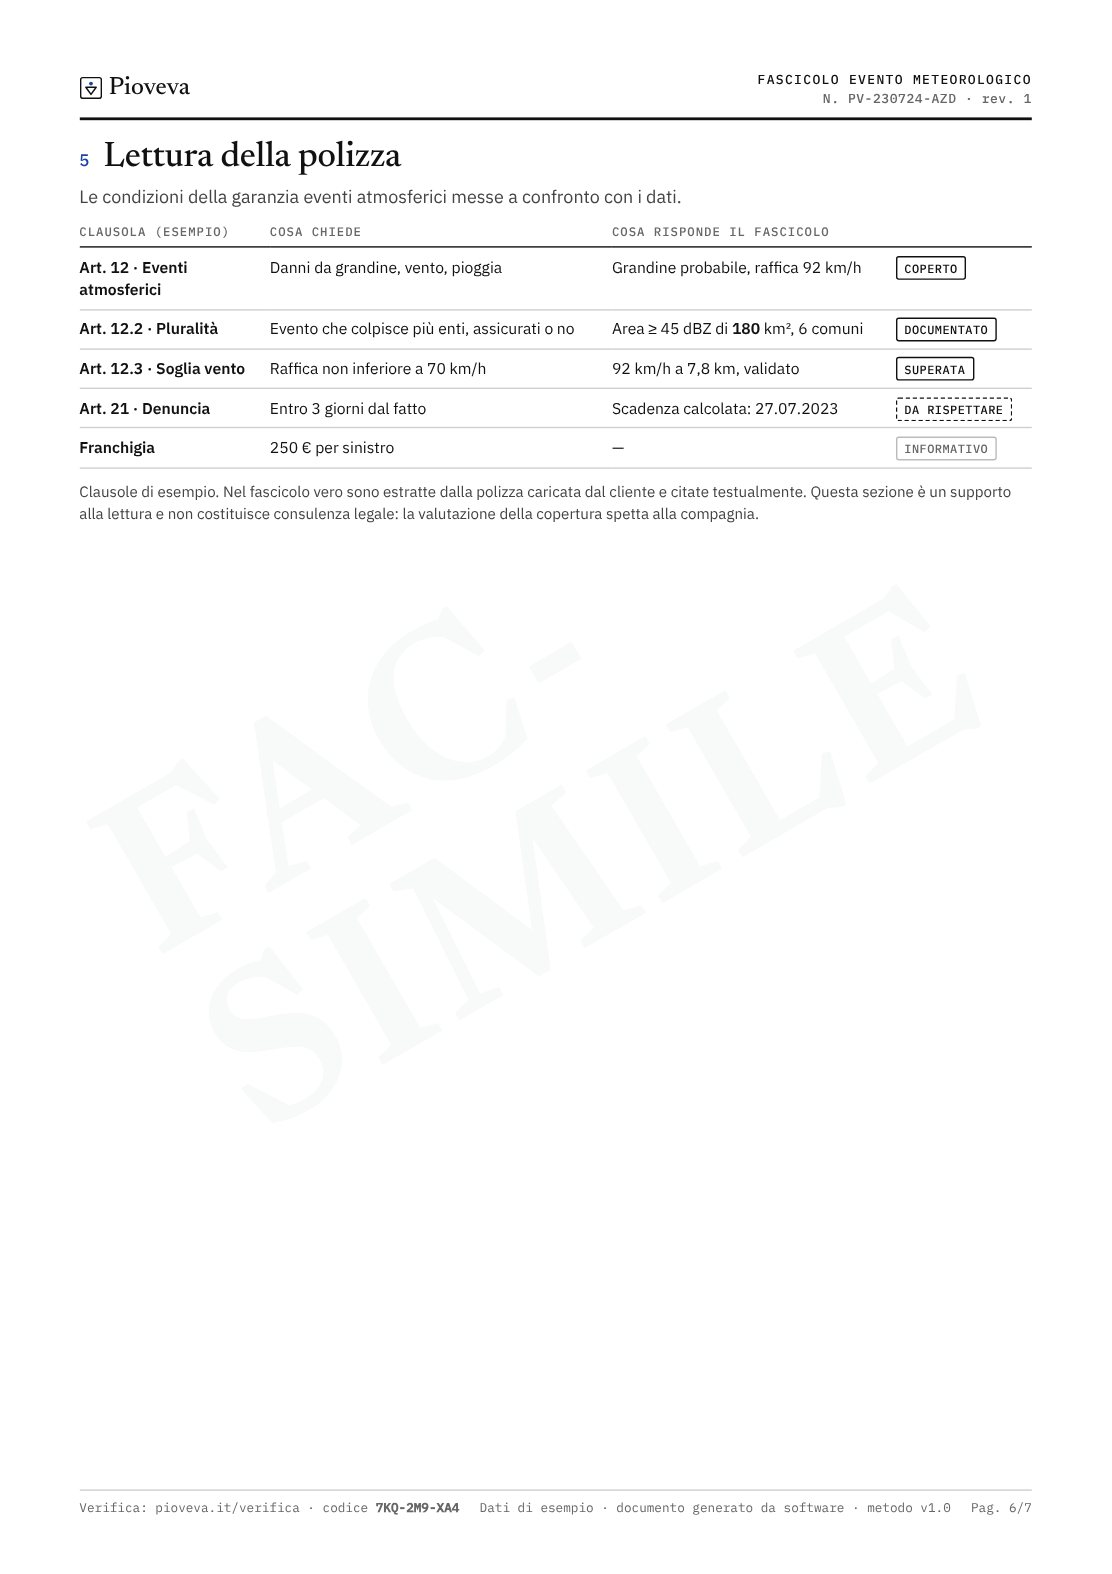 Pioveva
FASCICOLO EVENTO METEOROLOGICO
N. PV-230724-AZD · rev. 1
5 Lettura della polizza
Le condizioni della garanzia eventi atmosferici messe a confronto con i dati.
CLAUSOLA (ESEMPIO) COSA CHIEDE COSA RISPONDE IL FASCICOLO
Art. 12 · Eventi atmosferici Danni da grandine, vento, pioggia Grandine probabile, raffica 92 km/h COPERTO
Art. 12.2 · Pluralità Evento che colpisce più enti, assicurati o no Area ≥ 45 dBZ di 180 km², 6 comuni DOCUMENTATO
Art. 12.3 · Soglia vento Raffica non inferiore a 70 km/h 92 km/h a 7,8 km, validato SUPERATA
Art. 21 · Denuncia Entro 3 giorni dal fatto Scadenza calcolata: 27.07.2023 DA RISPETTARE
Franchigia 250 € per sinistro — INFORMATIVO
Clausole di esempio. Nel fascicolo vero sono estratte dalla polizza caricata dal cliente e citate testualmente. Questa sezione è un supporto
alla lettura e non costituisce consulenza legale: la valutazione della copertura spetta alla compagnia.
FAC-
SIMILE
Verifica: pioveva.it/verifica · codice 7KQ-2M9-XA4 Dati di esempio · documento generato da software · metodo v1.0 Pag. 6/7